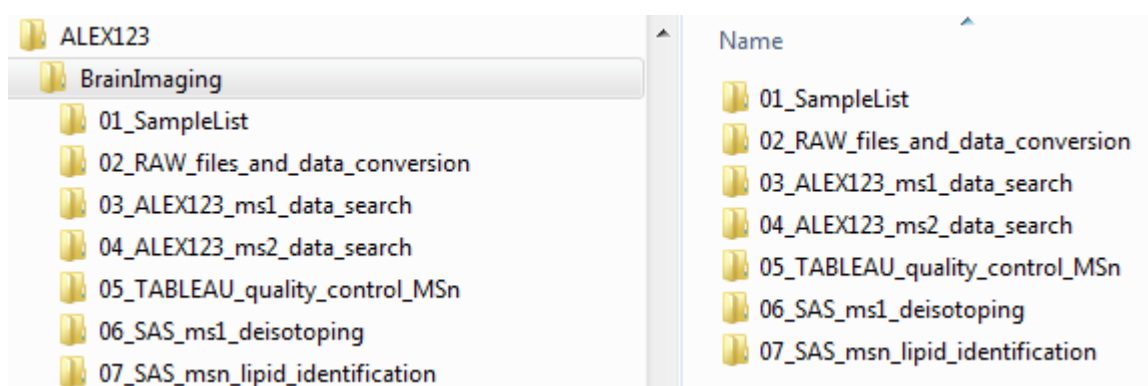 ALEX123
BrainImaging
01_SampleList
02_RAW_files_and_data_conversion
03_ALEX123_ms1_data_search
04_ALEX123_ms2_data_search
05_TABLEAU_quality_control_MSn
06_SAS_ms1_deisotoping
07_SAS_msn_lipid_identification
Name
01_SampleList
02_RAW_files_and_data_conversion
03_ALEX123_ms1_data_search
04_ALEX123_ms2_data_search
05_TABLEAU_quality_control_MSn
06_SAS_ms1_deisotoping
07_SAS_msn_lipid_identification